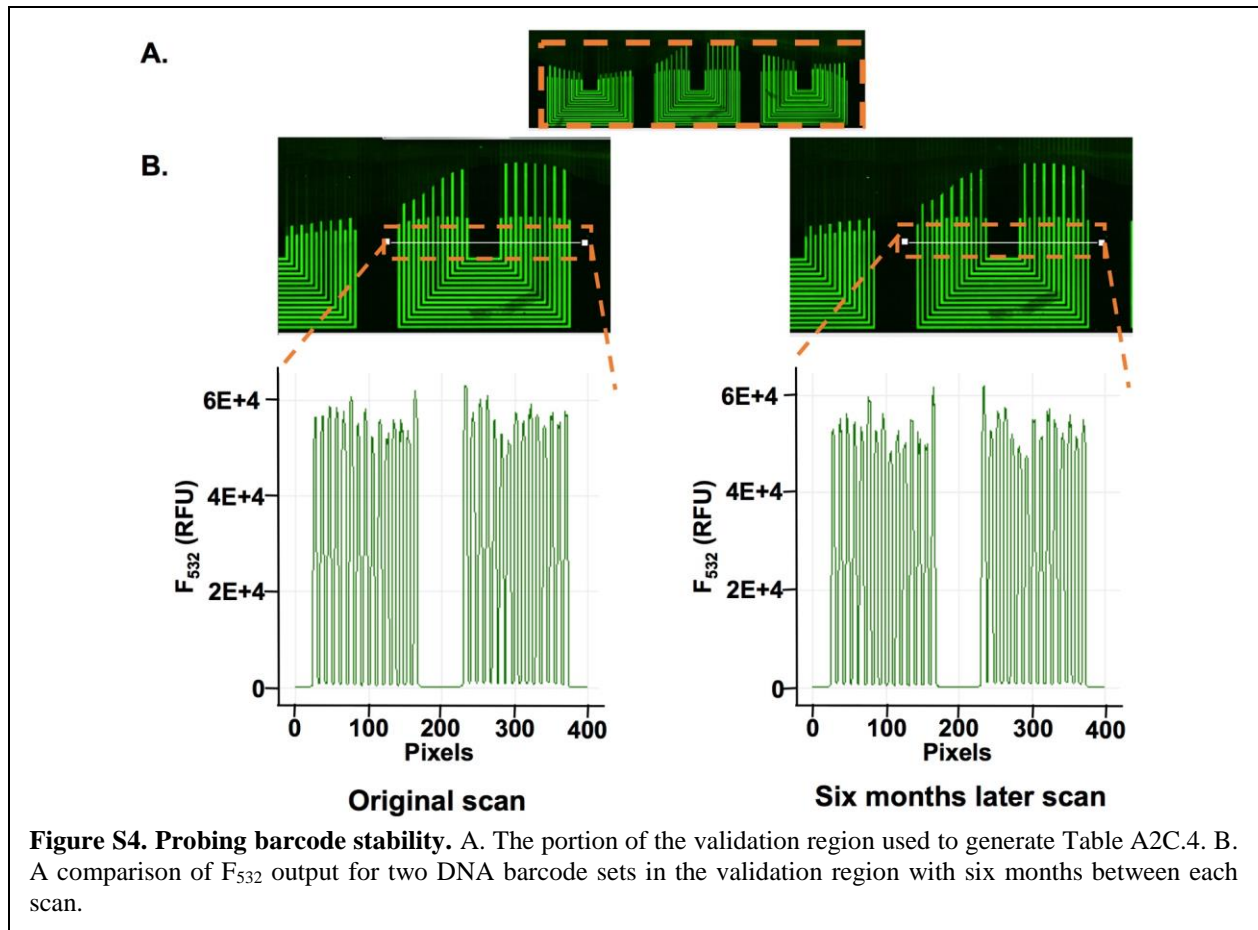 A.
B.
6E+4
4E+4
2E+4
0
F532 (RFU)
0 100 200 300 400
Pixels
Original scan
6E+4
4E+4
2E+4
0
F532 (RFU)
0 100 200 300 400
Pixels
Six months later scan
Figure S4. Probing barcode stability. A. The portion of the validation region used to generate Table A2C.4. B.
A comparison of F532 output for two DNA barcode sets in the validation region with six months between each
scan.